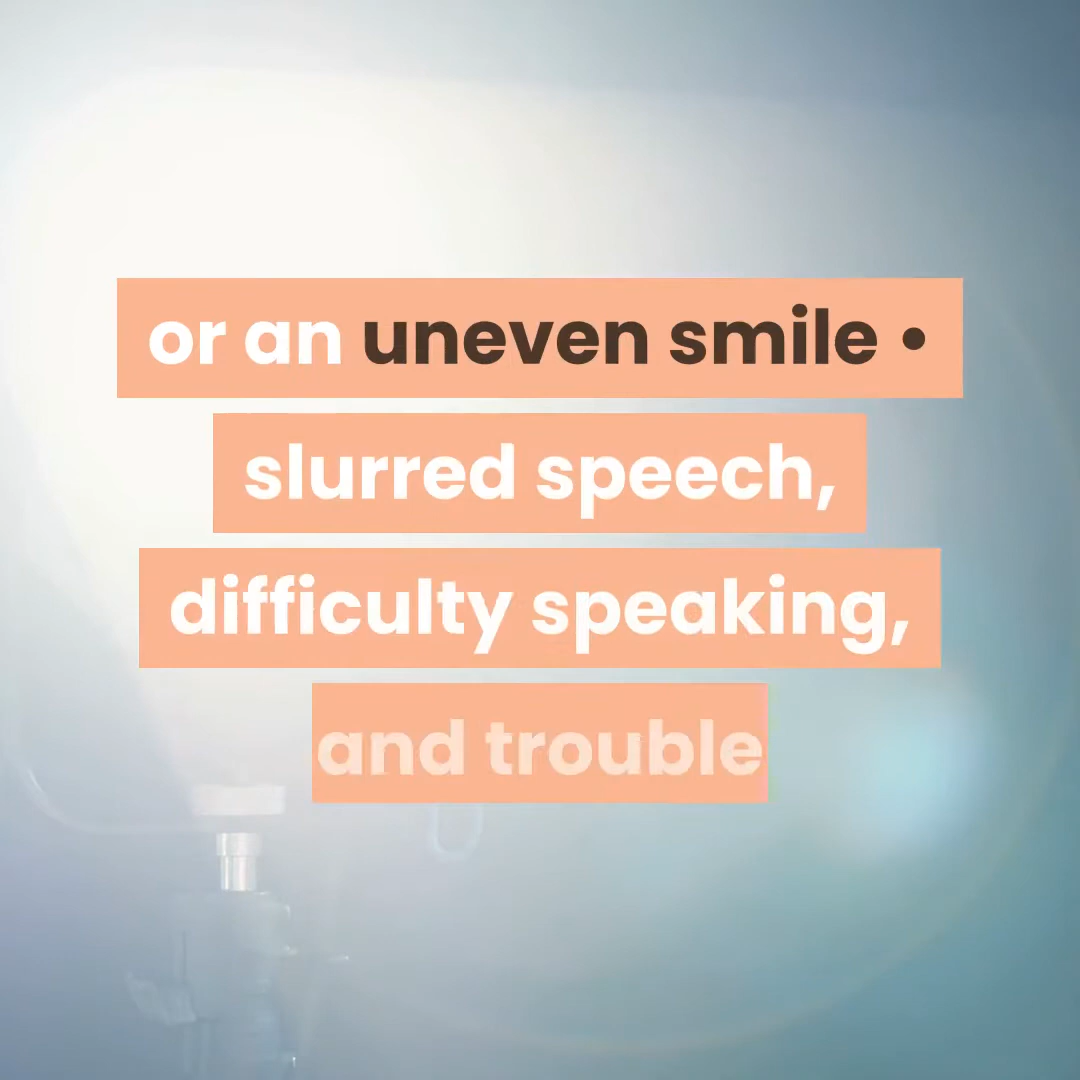 or an uneven smile •
slurred speech,
difficulty speaking,
and trouble